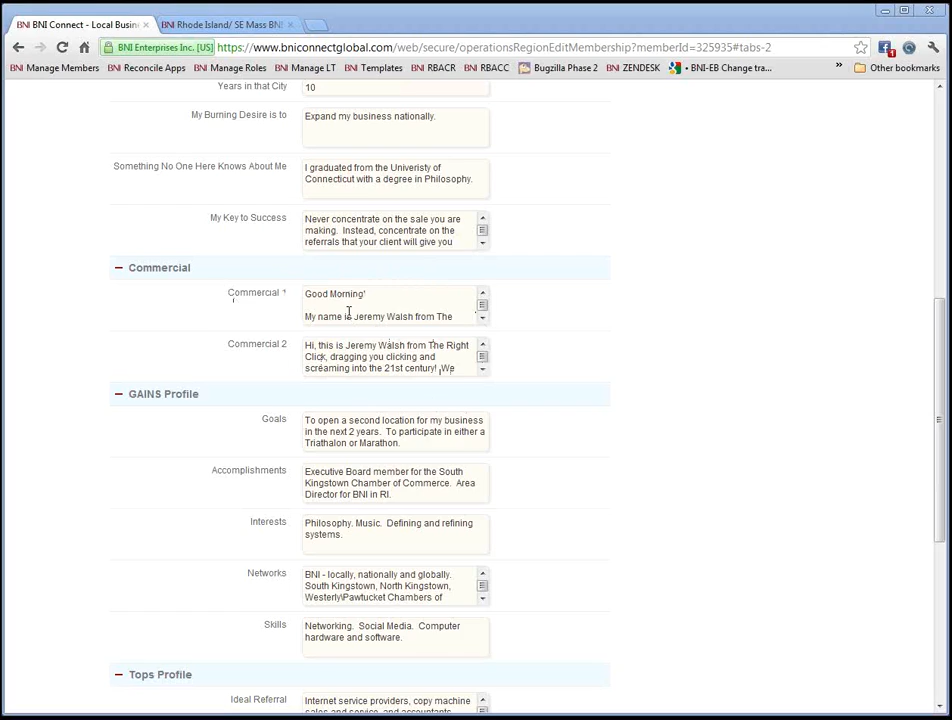 BNI BNI Connect - Local Busin
BNI Rhode Island/ SE Mass BNI
BNI Enterprises Inc. [US] https://www.bniconnectglobal.com/web/secure/operationsRegionEditMembership?memberId=325935#tabs-2
BNI Manage Members BNI Reconcile Apps BNI Manage Roles BNI Manage LT BNI Templates BNI RBACR BNI RBACC Bugzilla Phase 2 BNI ZENDESK BNI-EB Change tra... » Other bookmarks
Years in that City 10
My Burning Desire is to Expand my business nationally.
Something No One Here Knows About Me I graduated from the Univeristy of
Connecticut with a degree in Philosophy.
My Key to Success Never concentrate on the sale you are
making. Instead, concentrate on the
referrals that your client will give you
Commercial
Commercial
Good Morning!
My name is Jeremy Walsh from The
Commercial 2 Hi, this is Jeremy Walsh from The Right
Click, dragging you clicking and
screaming into the 21st century! We
GAINS Profile
Goals To open a second location for my business
in the next 2 years. To participate in either a
Triathalon or Marathon.
Accomplishments Executive Board member for the South
Kingstown Chamber of Commerce. Area
Director for BNI in RI.
Interests Philosophy. Music. Defining and refining
systems.
Networks BNI - locally, nationally and globally.
South Kingstown, North Kingstown,
Westerly\Pawtucket Chambers of
Skills Networking. Social Media. Computer
hardware and software.
Tops Profile
Ideal Referral Internet service providers, copy machine
sales and service, and accountants